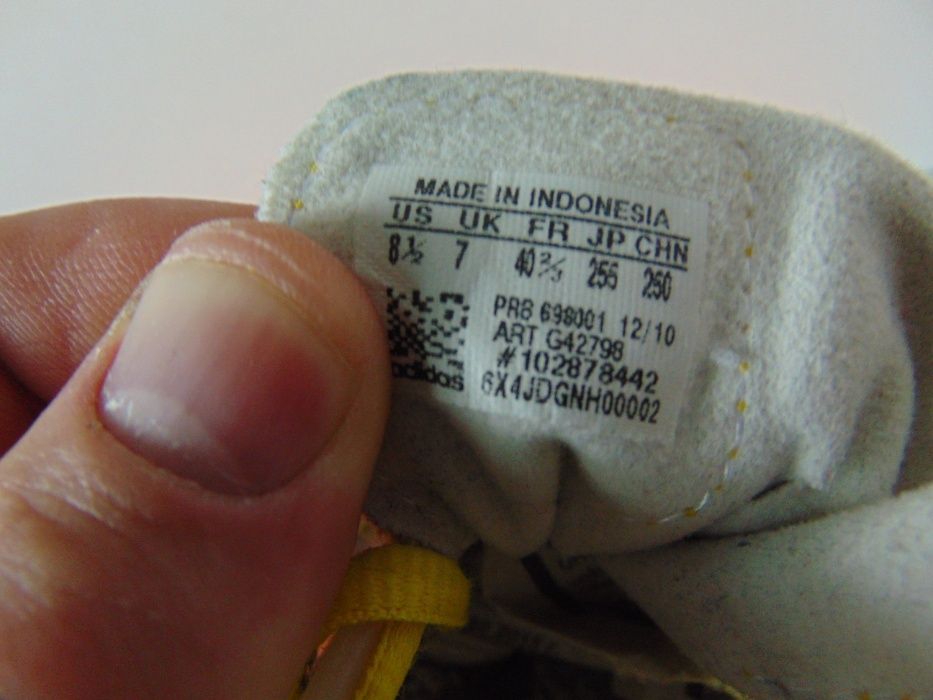 MADE IN INDONESIA
US UK FR JP CHN
8½ 7 40⅔ 255 250
PRB 698001 12/10
ART G42798
#102878442
adidas 6X4JDGNH00002